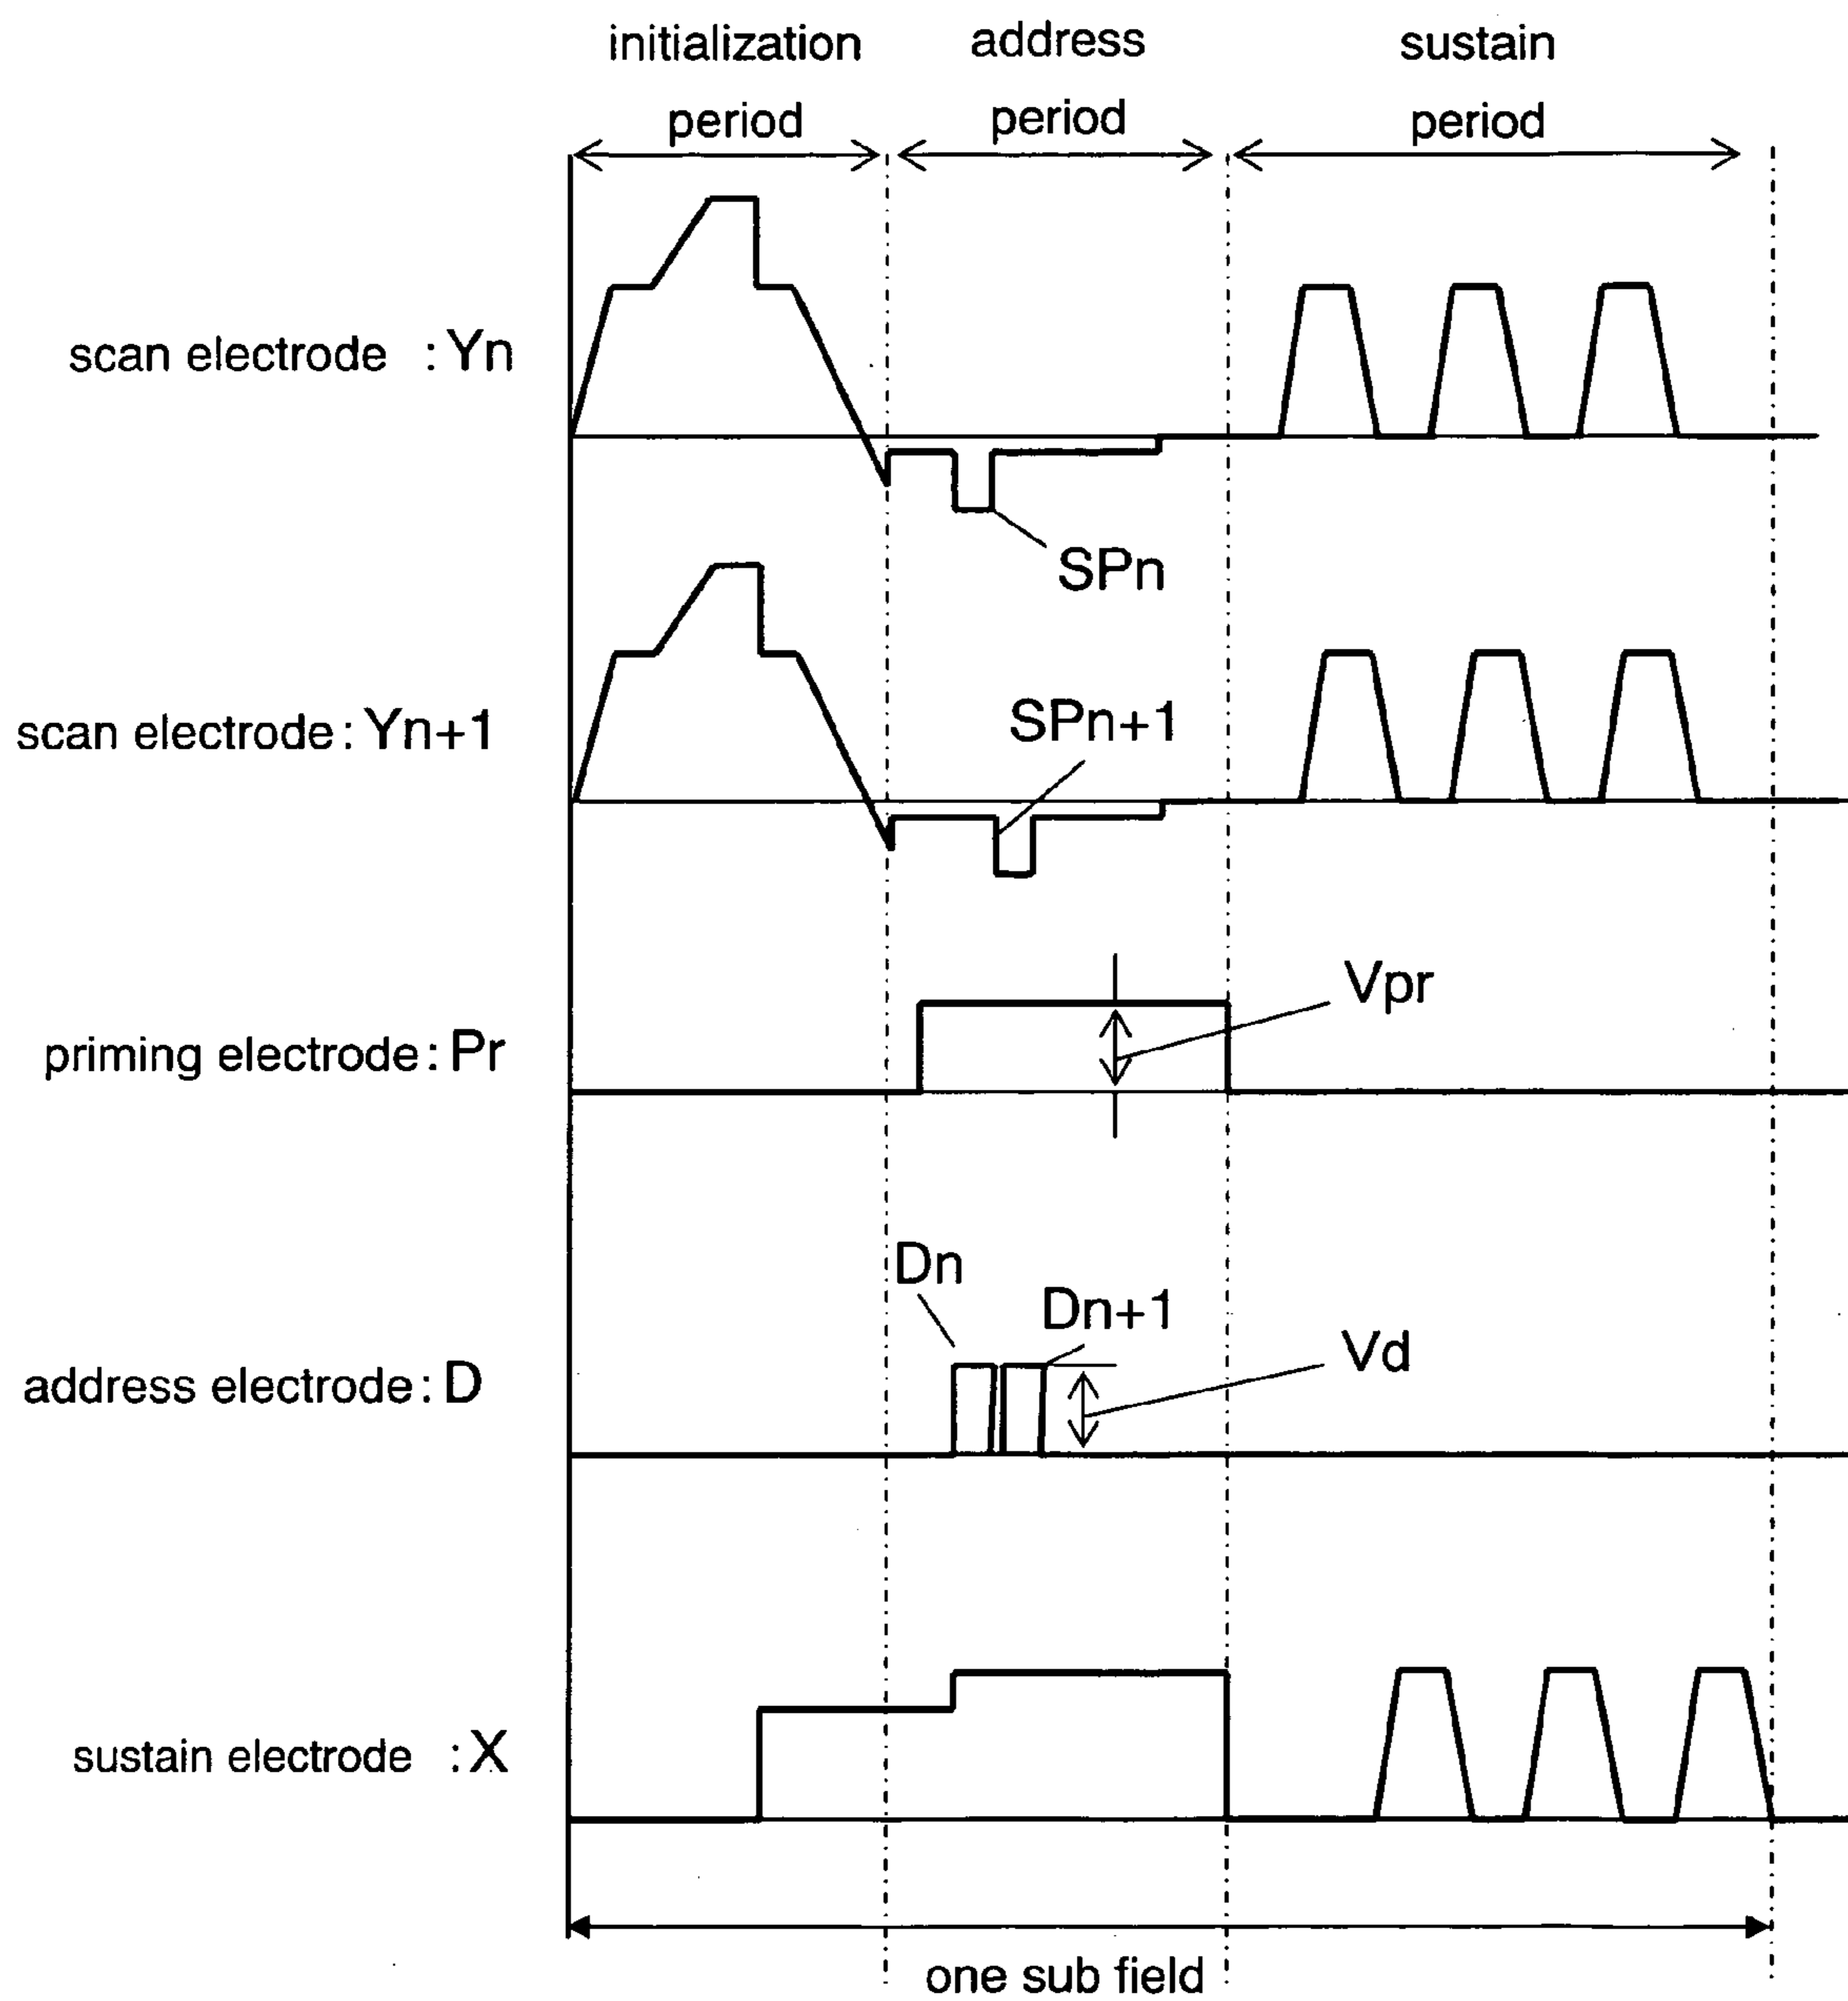 initialization period
address period
sustain period
scan electrode : Yn
SPn
scan electrode : Yn+1
SPn+1
priming electrode : Pr
Vpr
Dn
Dn+1
address electrode : D
Vd
sustain electrode : X
one sub field